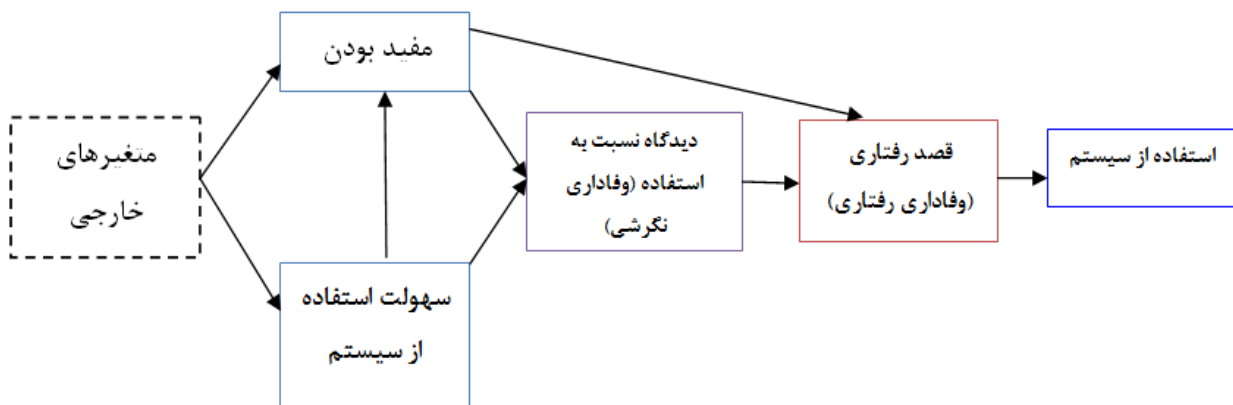 مفید بودن
متغیرهای
خارجی
دیدگاه نسبت به
استفاده (وفاداری
نگرشی)
قصد رفتاری
(وفاداری رفتاری)
استفاده از سیستم
سهولت استفاده
از سیستم